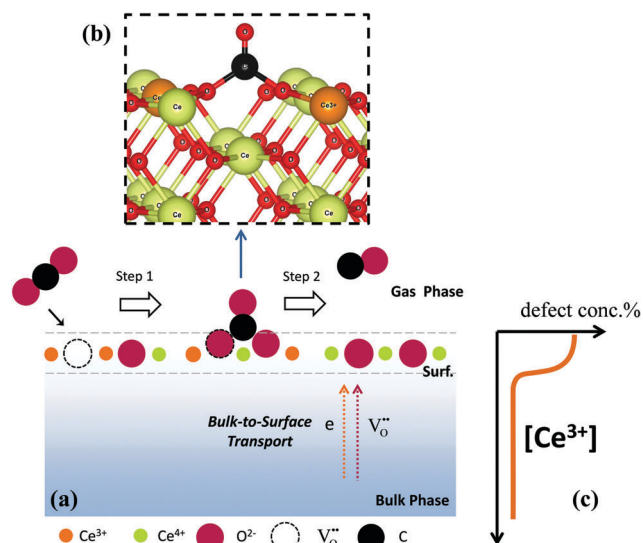 (b)
Ce
Ce
Ce3+
Ce
Ce
Ce
Ce
Step 1
Step 2
Gas Phase
defect conc.%
Surf.
Bulk-to-Surface
Transport
e
V_O^••
[Ce³⁺]
(a)
Bulk Phase
(c)
Ce³⁺
Ce⁴⁺
O²⁻
V_O^••
C